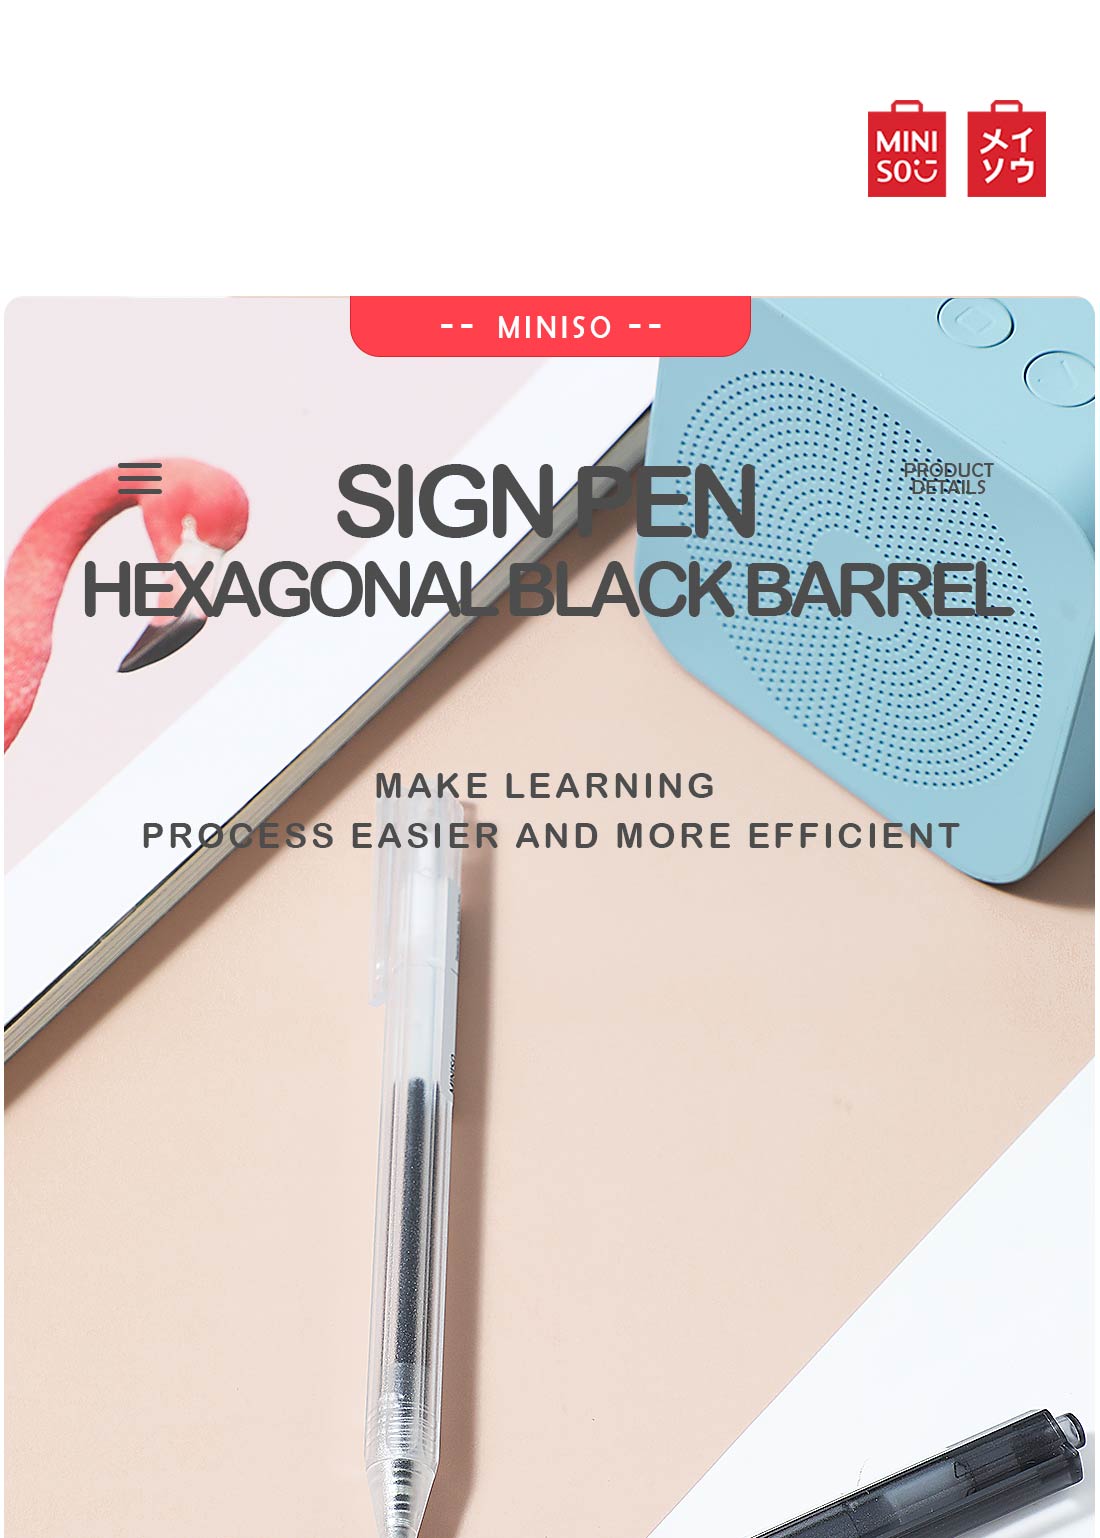 MINI
SO
メイ
ソウ
-- MINISO --
SIGN PEN
PRODUCT
DETAILS
HEXAGONAL BLACK BARREL
MAKE LEARNING
PROCESS EASIER AND MORE EFFICIENT
MINISO